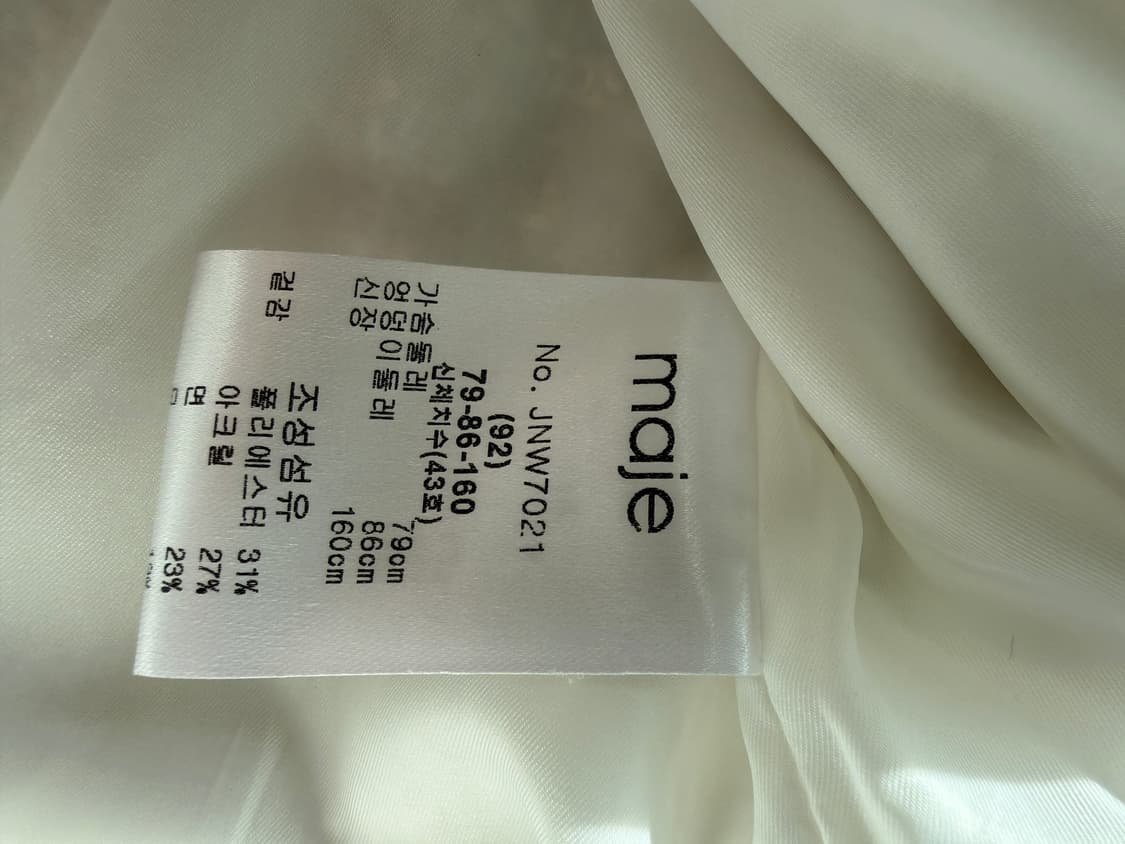 maje
No. JNW7021
(92)
79-86-160
신체치수(43호)
가슴둘레 79cm
엉덩이둘레 86cm
신장 160cm
조성섬유
겉감 폴리에스터 31%
아크릴 27%
면 23%